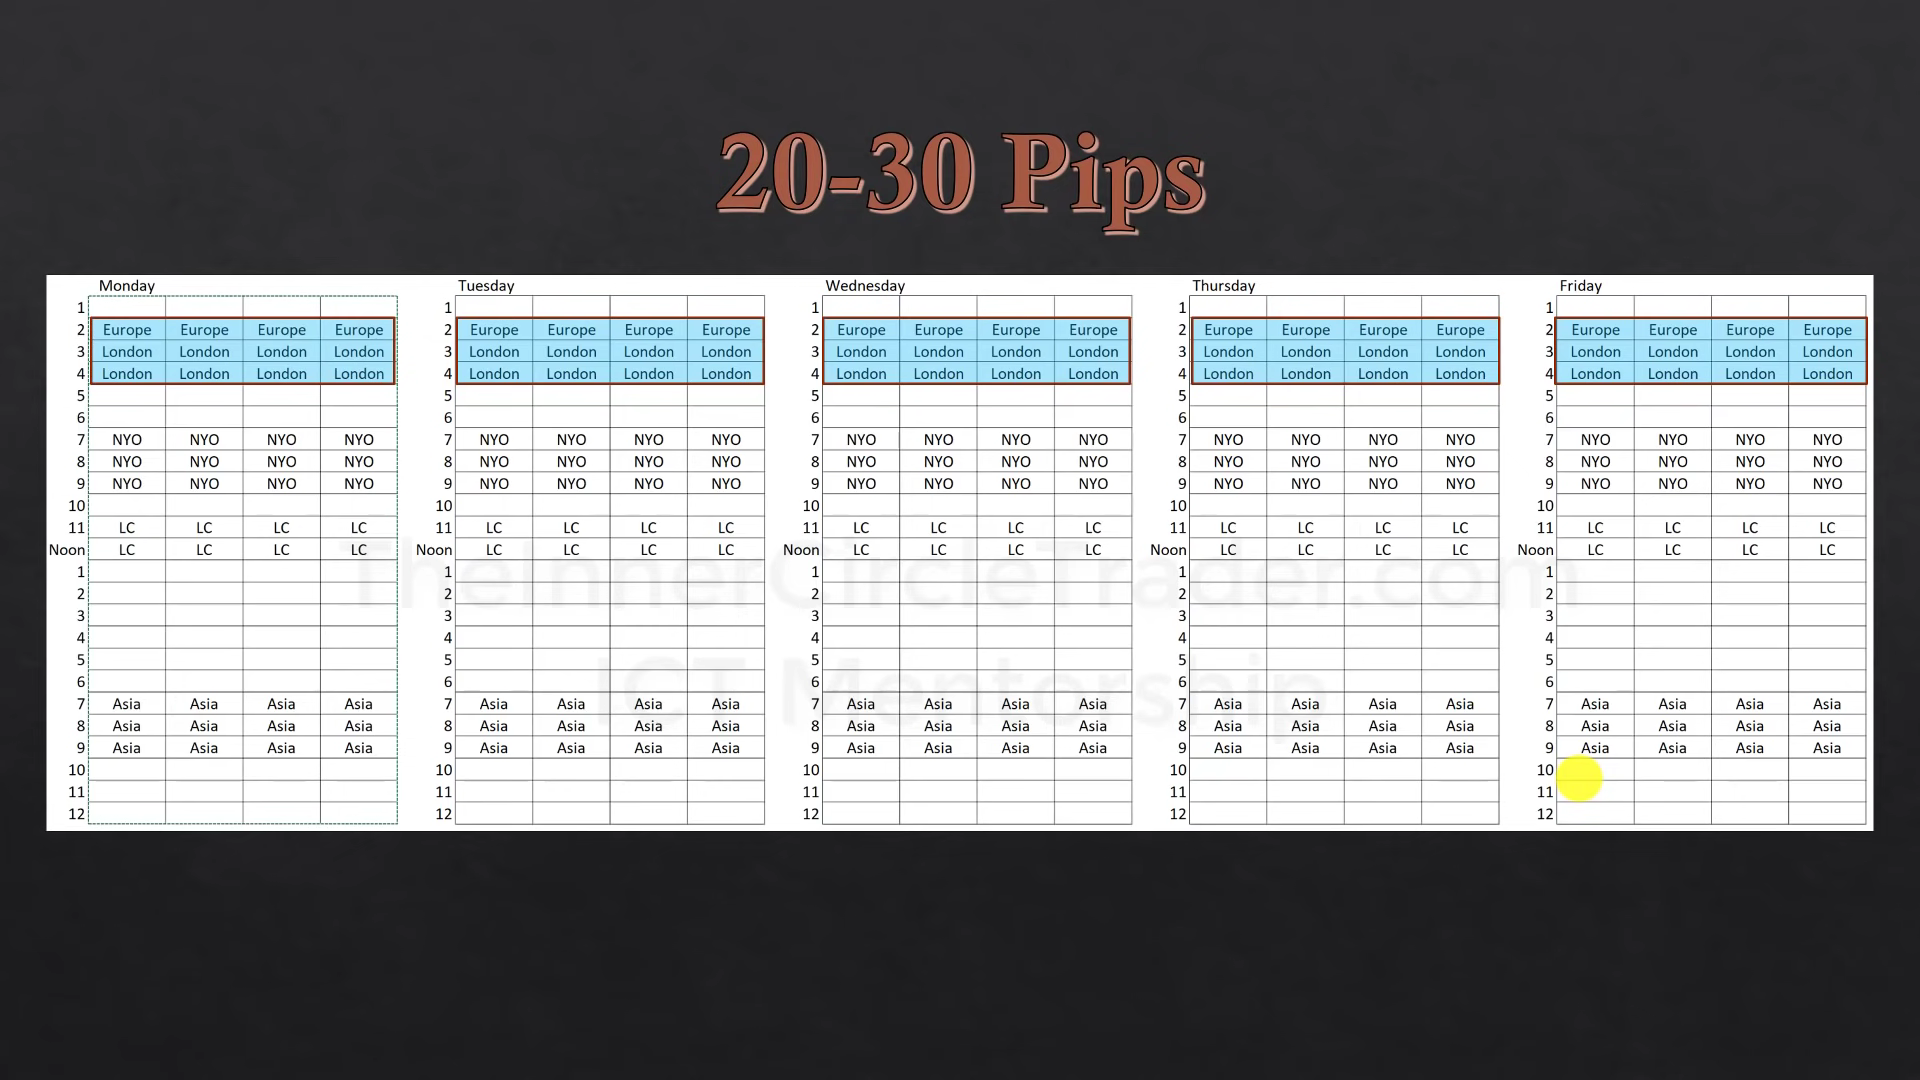 20-30 Pips
Monday Tuesday Wednesday Thursday Friday
1 1 1 1 1
2 Europe Europe Europe Europe 2 Europe Europe Europe Europe 2 Europe Europe Europe Europe 2 Europe Europe Europe Europe 2 Europe Europe Europe Europe
3 London London London London 3 London London London London 3 London London London London 3 London London London London 3 London London London London
4 London London London London 4 London London London London 4 London London London London 4 London London London London 4 London London London London
5 5 5 5 5
6 6 6 6 6
7 NYO NYO NYO NYO 7 NYO NYO NYO NYO 7 NYO NYO NYO NYO 7 NYO NYO NYO NYO 7 NYO NYO NYO NYO
8 NYO NYO NYO NYO 8 NYO NYO NYO NYO 8 NYO NYO NYO NYO 8 NYO NYO NYO NYO 8 NYO NYO NYO NYO
9 NYO NYO NYO NYO 9 NYO NYO NYO NYO 9 NYO NYO NYO NYO 9 NYO NYO NYO NYO 9 NYO NYO NYO NYO
10 10 10 10 10
11 LC LC LC LC 11 LC LC LC LC 11 LC LC LC LC 11 LC LC LC LC 11 LC LC LC LC
Noon LC LC LC LC Noon LC LC LC LC Noon LC LC LC LC Noon LC LC LC LC Noon LC LC LC LC
1 1 1 1 1
TheInnerCircleTrader.com
2 2 2 2 2
3 3 3 3 3
4 4 4 4 4
5 5 5 5 5
6 6 6 6 6
ICT Mentorship
7 Asia Asia Asia Asia 7 Asia Asia Asia Asia 7 Asia Asia Asia Asia 7 Asia Asia Asia Asia 7 Asia Asia Asia Asia
8 Asia Asia Asia Asia 8 Asia Asia Asia Asia 8 Asia Asia Asia Asia 8 Asia Asia Asia Asia 8 Asia Asia Asia Asia
9 Asia Asia Asia Asia 9 Asia Asia Asia Asia 9 Asia Asia Asia Asia 9 Asia Asia Asia Asia 9 Asia Asia Asia Asia
10 10 10 10 10
11 11 11 11 11
12 12 12 12 12